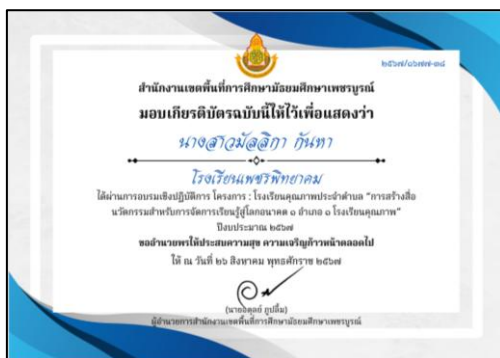 ๒๕๖๗/๐๖๗๗-๓๘
สำนักงานเขตพื้นที่การศึกษามัธยมศึกษาเพชรบูรณ์
มอบเกียรติบัตรฉบับนี้ให้ไว้เพื่อแสดงว่า
นางสาวมัลลิกา กันทา
โรงเรียนเพชรพิทยาคม
ได้ผ่านการอบรมเชิงปฏิบัติการ โครงการ : โรงเรียนคุณภาพประจำตำบล "การสร้างสื่อ
นวัตกรรมสำหรับการจัดการเรียนรู้สู่โลกอนาคต ๑ อำเภอ ๑ โรงเรียนคุณภาพ"
ปีงบประมาณ ๒๕๖๗
ขออำนวยพรให้ประสบความสุข ความเจริญก้าวหน้าตลอดไป
ให้ ณ วันที่ ๒๖ สิงหาคม พุทธศักราช ๒๕๖๗
(นายอดุลย์ ภูปลื้ม)
ผู้อำนวยการสำนักงานเขตพื้นที่การศึกษามัธยมศึกษาเพชรบูรณ์